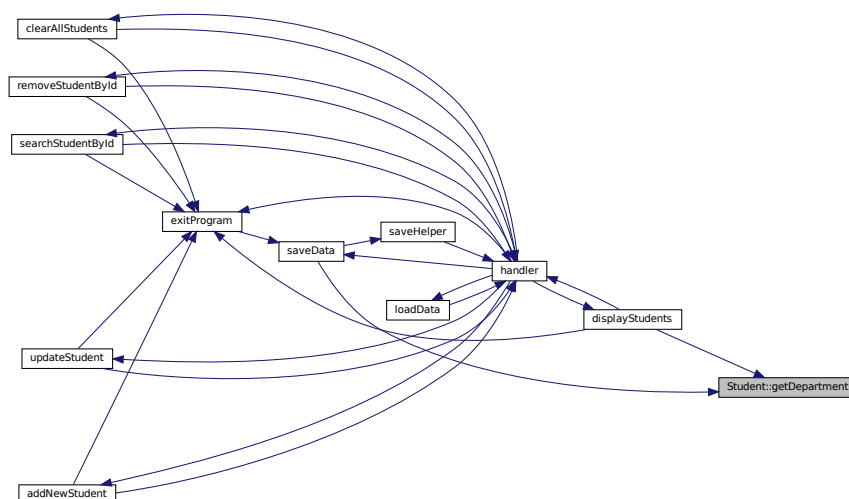 clearAllStudents
removeStudentById
searchStudentById
exitProgram
saveHelper
saveData
handler
loadData
displayStudents
updateStudent
Student::getDepartment
addNewStudent